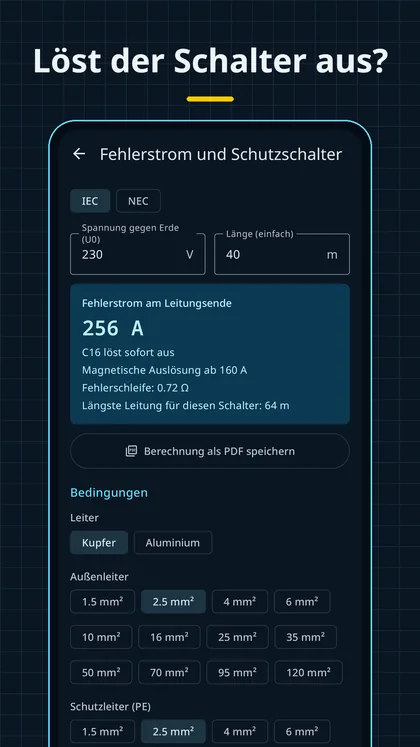 Löst der Schalter aus?
Fehlerstrom und Schutzschalter
IEC NEC
Spannung gegen Erde (U0)
230 V
Länge (einfach)
40 m
Fehlerstrom am Leitungsende
256 A
C16 löst sofort aus
Magnetische Auslösung ab 160 A
Fehlerschleife: 0.72 Ω
Längste Leitung für diesen Schalter: 64 m
Berechnung als PDF speichern
Bedingungen
Leiter
Kupfer Aluminium
Außenleiter
1.5 mm² 2.5 mm² 4 mm² 6 mm²
10 mm² 16 mm² 25 mm² 35 mm²
50 mm² 70 mm² 95 mm² 120 mm²
Schutzleiter (PE)
1.5 mm² 2.5 mm² 4 mm² 6 mm²